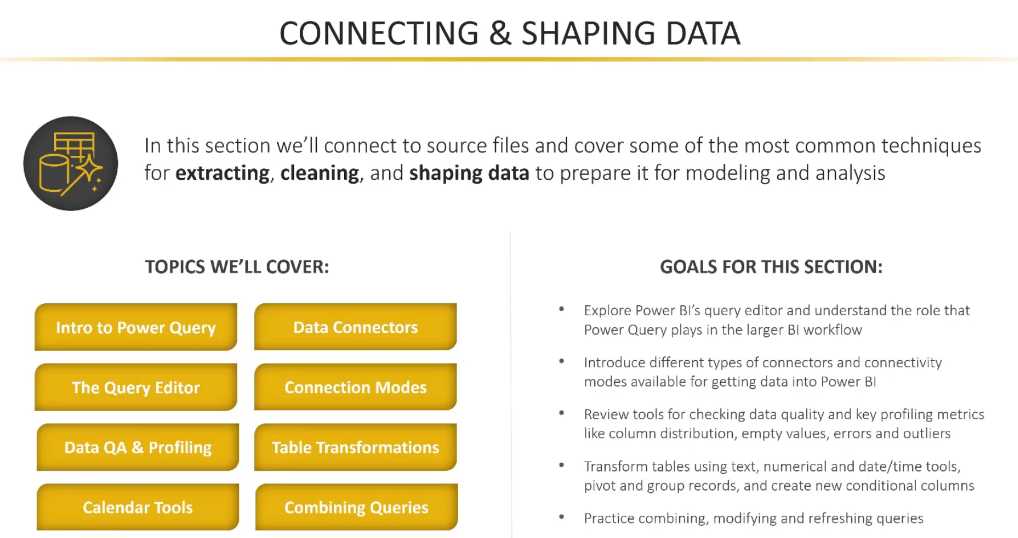 CONNECTING & SHAPING DATA
In this section we'll connect to source files and cover some of the most common techniques
for extracting, cleaning, and shaping data to prepare it for modeling and analysis
TOPICS WE'LL COVER:
Intro to Power Query
Data Connectors
The Query Editor
Connection Modes
Data QA & Profiling
Table Transformations
Calendar Tools
Combining Queries
GOALS FOR THIS SECTION:
• Explore Power BI's query editor and understand the role that
Power Query plays in the larger BI workflow
• Introduce different types of connectors and connectivity
modes available for getting data into Power BI
• Review tools for checking data quality and key profiling metrics
like column distribution, empty values, errors and outliers
• Transform tables using text, numerical and date/time tools,
pivot and group records, and create new conditional columns
• Practice combining, modifying and refreshing queries